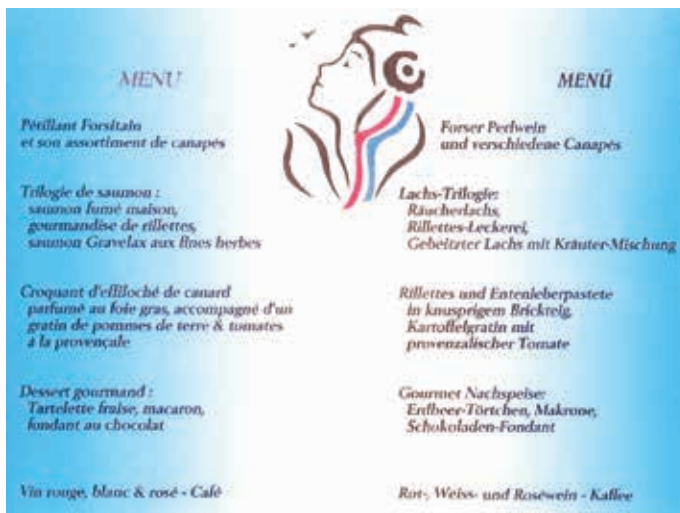 MENU
Pétillant Forsitain
et son assortiment de canapés
Trilogie de saumon :
saumon fumé maison,
gourmandise de rillettes,
saumon Gravelax aux fines herbes
Croquant d'effiloché de canard
parfumé au foie gras, accompagné d'un
gratin de pommes de terre & tomates
à la provençale
Dessert gourmand :
Tartelette fraise, macaron,
fondant au chocolat
Vin rouge, blanc & rosé - Café
MENÜ
Forser Perlwein
und verschiedene Canapés
Lachs-Trilogie:
Räucherlachs,
Rillettes-Leckerei,
Gebeitzter Lachs mit Kräuter-Mischung
Rillettes und Entenleberpastete
in knusprigem Brickteig,
Kartoffelgratin mit
provenzalischer Tomate
Gourmet Nachspeise:
Erdbeer-Törtchen, Makrone,
Schokoladen-Fondant
Rot-, Weiss- und Roséwein - Kaffee